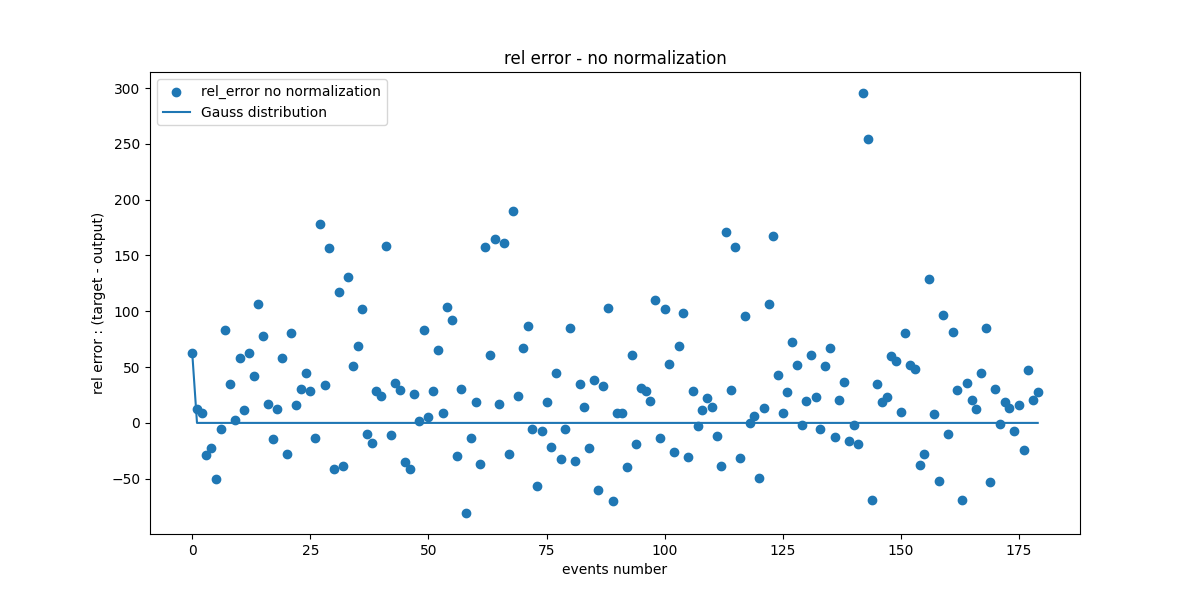 rel error - no normalization
300
250
200
150
100
50
0
−50
rel error : (target - output)
rel_error no normalization
Gauss distribution
0 25 50 75 100 125 150 175
events number